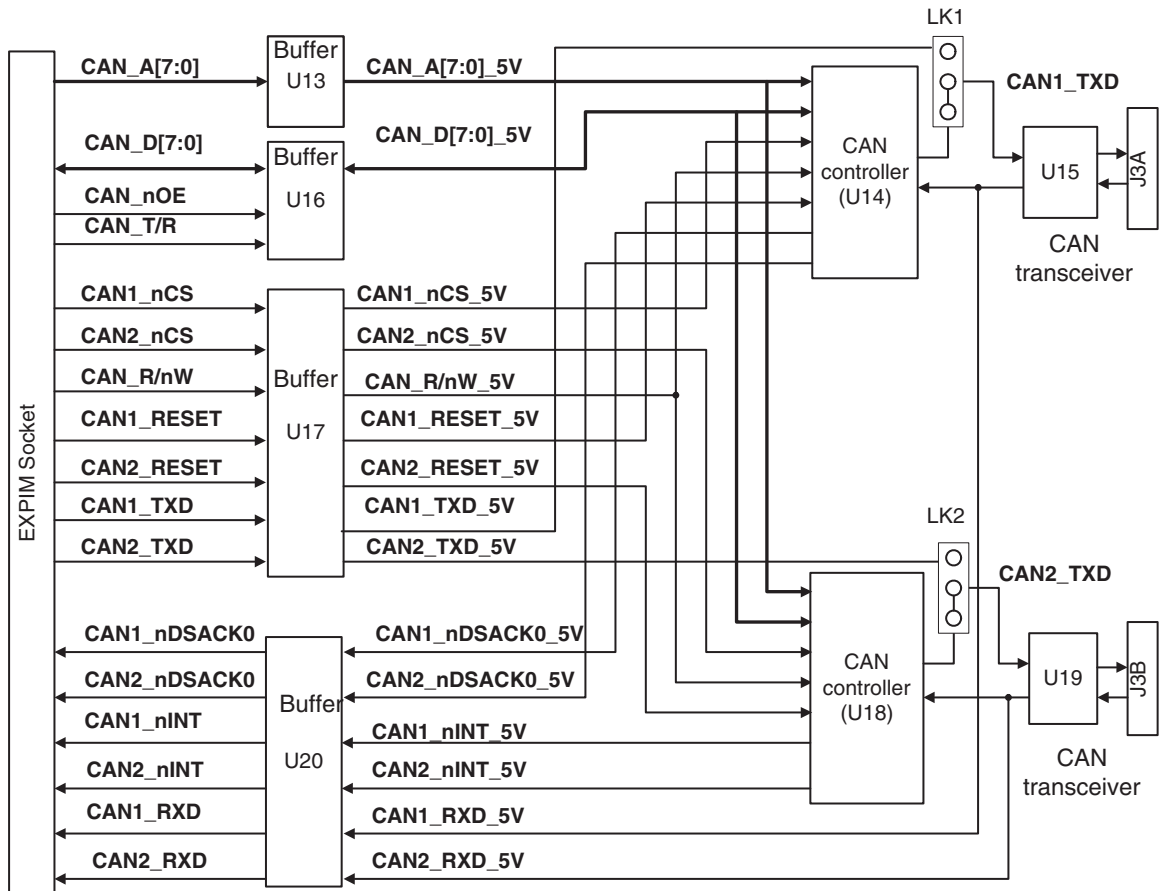 EXPIM Socket
CAN_A[7:0]
CAN_D[7:0]
CAN_nOE
CAN_T/R
CAN1_nCS
CAN2_nCS
CAN_R/nW
CAN1_RESET
CAN2_RESET
CAN1_TXD
CAN2_TXD
CAN1_nDSACK0
CAN2_nDSACK0
CAN1_nINT
CAN2_nINT
CAN1_RXD
CAN2_RXD
Buffer
U13
Buffer
U16
Buffer
U17
Buffer
U20
CAN_A[7:0]_5V
CAN_D[7:0]_5V
CAN1_nCS_5V
CAN2_nCS_5V
CAN_R/nW_5V
CAN1_RESET_5V
CAN2_RESET_5V
CAN1_TXD_5V
CAN2_TXD_5V
CAN1_nDSACK0_5V
CAN2_nDSACK0_5V
CAN1_nINT_5V
CAN2_nINT_5V
CAN1_RXD_5V
CAN2_RXD_5V
CAN
controller
(U14)
LK1
CAN1_TXD
U15
J3A
CAN
transceiver
CAN
controller
(U18)
LK2
CAN2_TXD
U19
J3B
CAN
transceiver